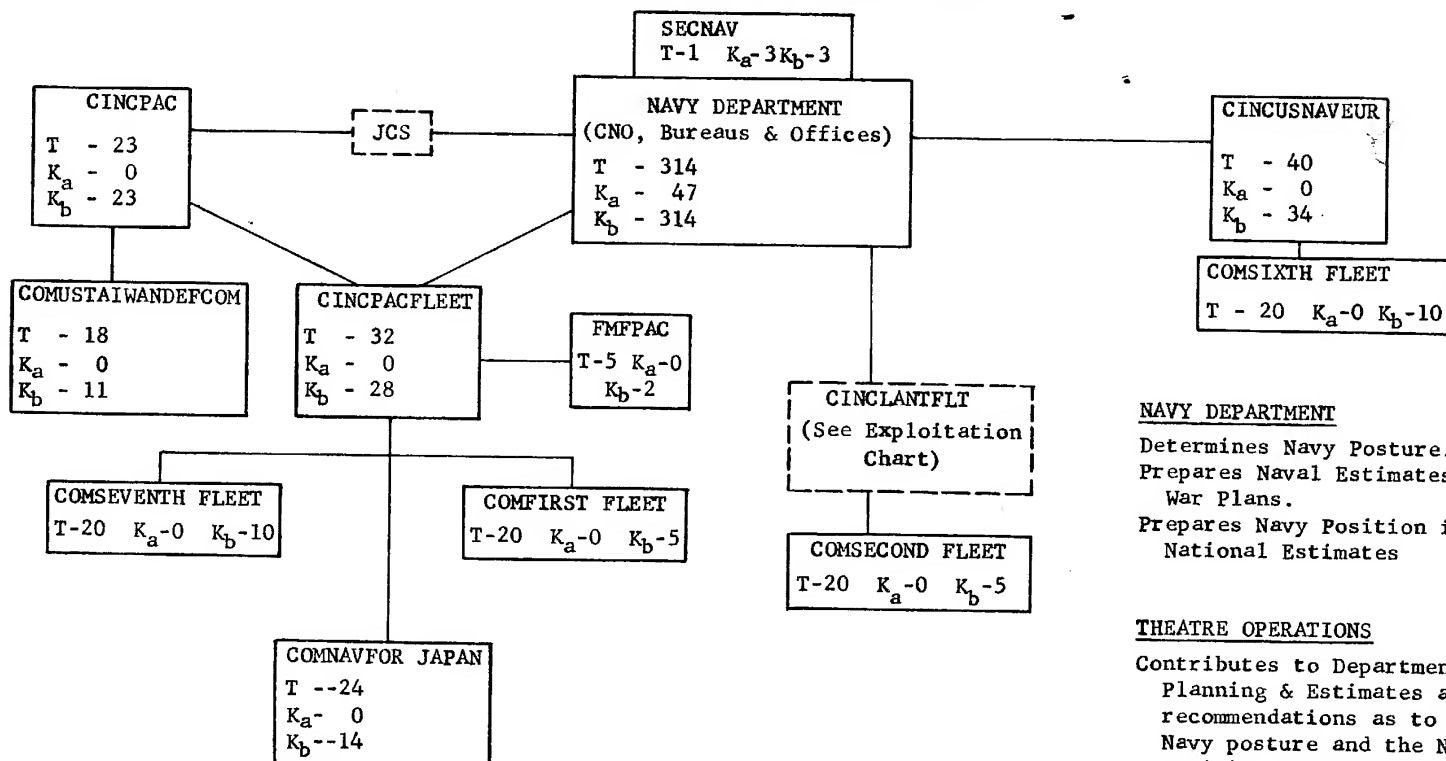 SECNAV
T-1 Ka-3 Kb-3
NAVY DEPARTMENT
(CNO, Bureaus & Offices)
T - 314
Ka - 47
Kb - 314
CINCPAC
T - 23
Ka - 0
Kb - 23
JCS
CINCUSNAVEUR
T - 40
Ka - 0
Kb - 34
COMSIXTH FLEET
T - 20 Ka-0 Kb-10
COMUSTAIWANDEFCOM
T - 18
Ka - 0
Kb - 11
CINCPACFLEET
T - 32
Ka - 0
Kb - 28
FMFPAC
T-5 Ka-0
Kb-2
CINCLANTFLT
(See Exploitation
Chart)
COMSEVENTH FLEET
T-20 Ka-0 Kb-10
COMFIRST FLEET
T-20 Ka-0 Kb-5
COMSECOND FLEET
T-20 Ka-0 Kb-5
COMNAVFOR JAPAN
T --24
Ka- 0
Kb--14
NAVY DEPARTMENT
Determines Navy Posture.
Prepares Naval Estimates
War Plans.
Prepares Navy Position i
National Estimates
THEATRE OPERATIONS
Contributes to Departmen
Planning & Estimates a
recommendations as to
Navy posture and the N